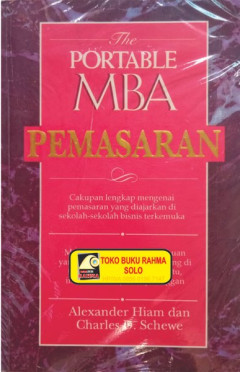 The
PORTABLE
MBA
PEMASARAN
Cakupan lengkap mengenai
pemasaran yang diajarkan di
sekolah-sekolah bisnis terkemuka
TOKO BUKU RAHMA
SOLO
Alexander Hiam dan
Charles D. Schewe